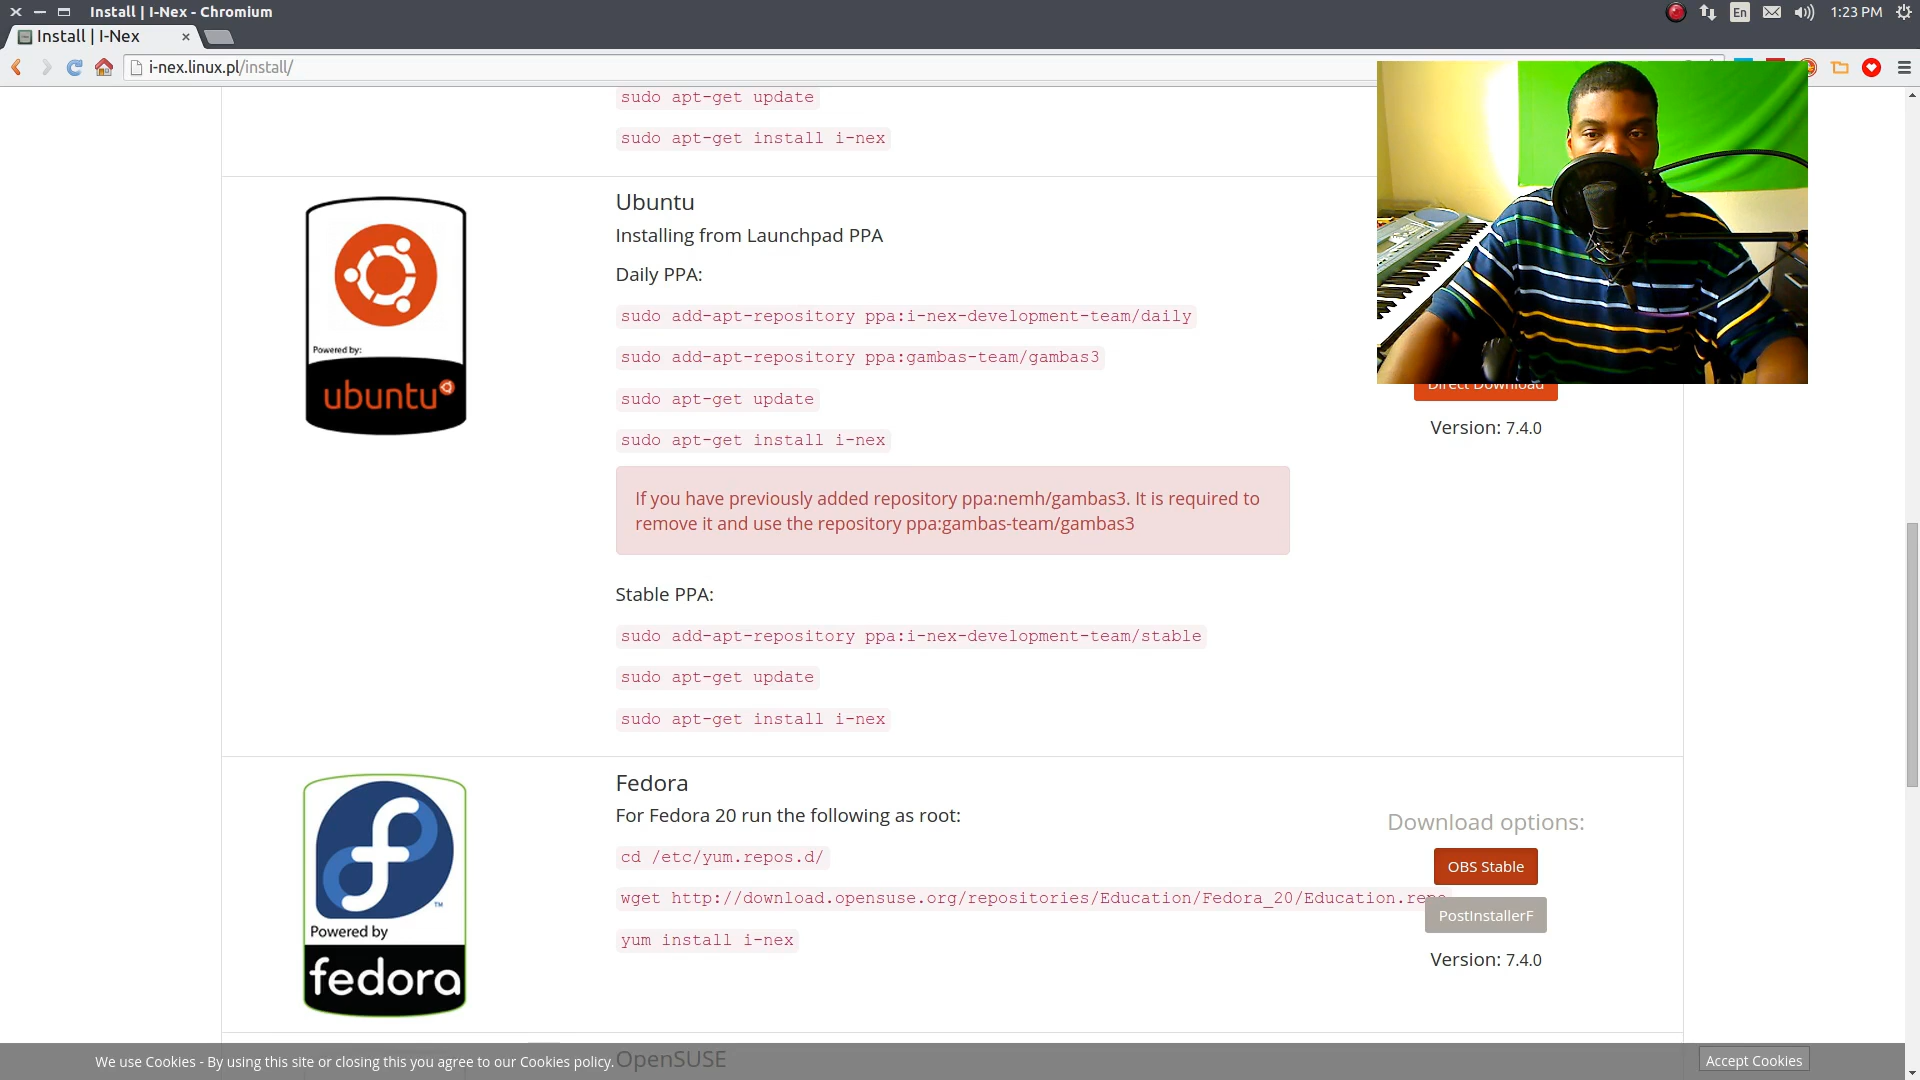 Install | I-Nex - Chromium
En
1:23 PM
Install | I-Nex
i-nex.linux.pl/install/
sudo apt-get update
sudo apt-get install i-nex
Ubuntu
Installing from Launchpad PPA
Daily PPA:
sudo add-apt-repository ppa:i-nex-development-team/daily
sudo add-apt-repository ppa:gambas-team/gambas3
sudo apt-get update
sudo apt-get install i-nex
Powered by:
ubuntu
Direct Download
Version: 7.4.0
If you have previously added repository ppa:nemh/gambas3. It is required to
remove it and use the repository ppa:gambas-team/gambas3
Stable PPA:
sudo add-apt-repository ppa:i-nex-development-team/stable
sudo apt-get update
sudo apt-get install i-nex
Fedora
For Fedora 20 run the following as root:
cd /etc/yum.repos.d/
wget http://download.opensuse.org/repositories/Education/Fedora_20/Education.repo
yum install i-nex
TM
Powered by
fedora
Download options:
OBS Stable
PostInstallerF
Version: 7.4.0
We use Cookies - By using this site or closing this you agree to our Cookies policy.
OpenSUSE
Accept Cookies